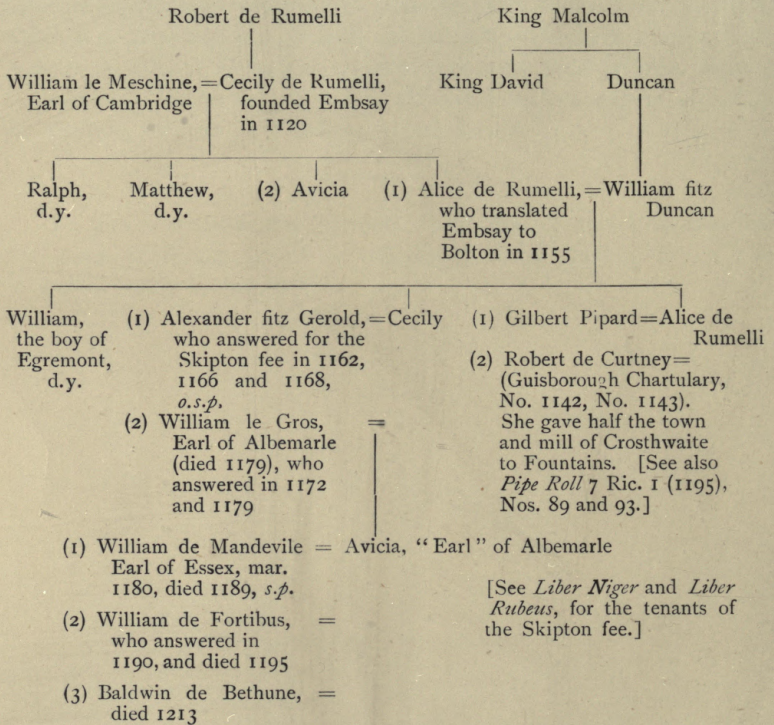 Robert de Rumelli
King Malcolm
William le Meschine, = Cecily de Rumelli,
Earl of Cambridge
founded Embsay
in 1120
King David
Duncan
Ralph,
d.y.
Matthew,
d.y.
(2) Avicia
(1) Alice de Rumelli, = William fitz
who translated
Duncan
Embsay to
Bolton in 1155
William,
the boy of
Egremont,
d.y.
(1) Alexander fitz Gerold, = Cecily
who answered for the
Skipton fee in 1162,
1166 and 1168,
o.s.p.
(2) William le Gros, =
Earl of Albemarle
(died 1179), who
answered in 1172
and 1179
(1) Gilbert Pipard = Alice de
Rumelli
(2) Robert de Curtney =
(Guisborough Chartulary,
No. 1142, No. 1143).
She gave half the town
and mill of Crosthwaite
to Fountains. [See also
Pipe Roll 7 Ric. I (1195),
Nos. 89 and 93.]
(1) William de Mandevile = Avicia, "Earl" of Albemarle
Earl of Essex, mar.
1180, died 1189, s.p.
(2) William de Fortibus, =
who answered in
1190, and died 1195
(3) Baldwin de Bethune, =
died 1213
[See Liber Niger and Liber
Rubeus, for the tenants of
the Skipton fee.]